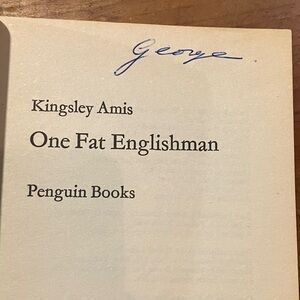 George.
Kingsley Amis
One Fat Englishman
Penguin Books